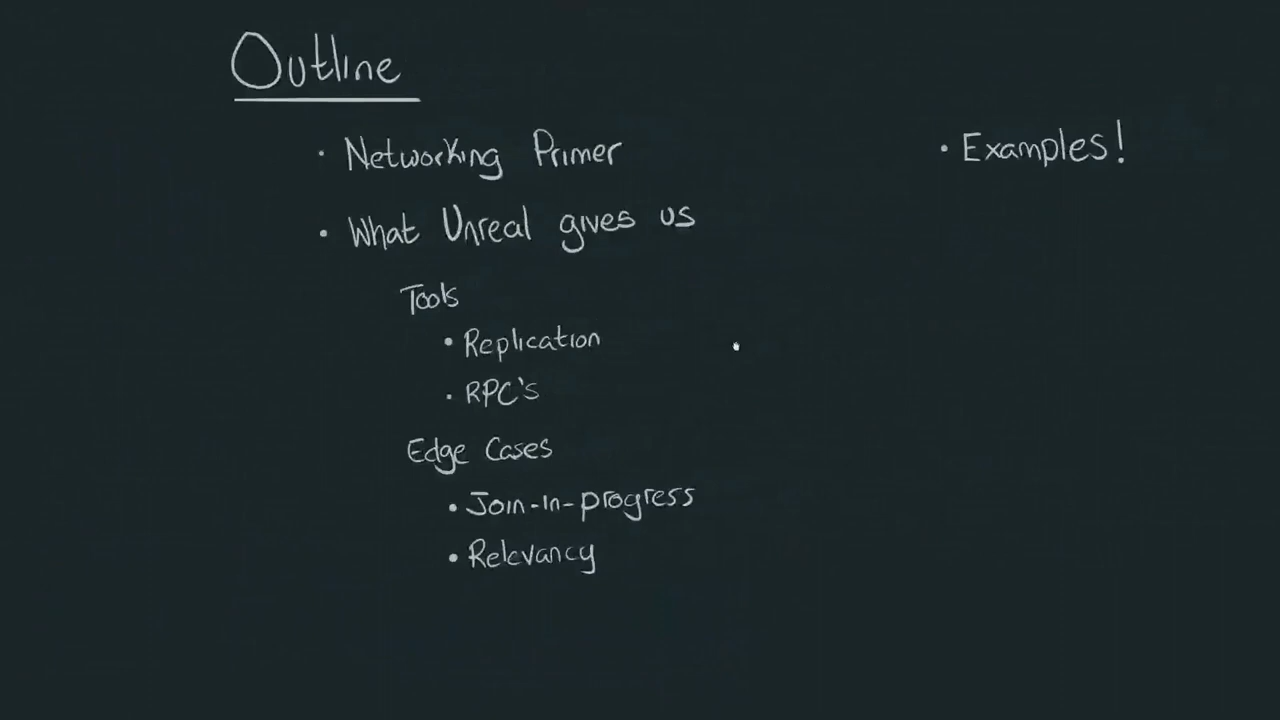 Outline
• Networking Primer
• What Unreal gives us
Tools
• Replication
• RPC's
Edge Cases
• Join-In-progress
• Relevancy
• Examples!